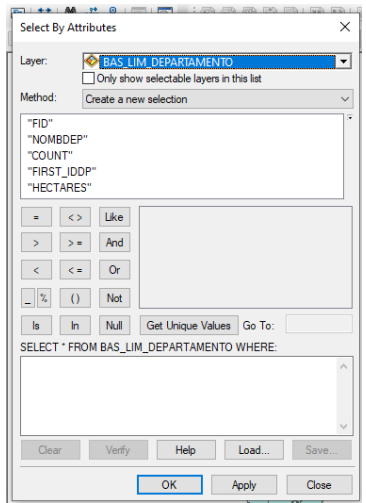 Select By Attributes
Layer: BAS_LIM_DEPARTAMENTO
Only show selectable layers in this list
Method: Create a new selection
"FID"
"NOMBDEP"
"COUNT"
"FIRST_IDDP"
"HECTARES"
= < > Like
> > = And
< < = Or
_ % () Not
Is In Null Get Unique Values Go To:
SELECT * FROM BAS_LIM_DEPARTAMENTO WHERE:
Clear Verify Help Load... Save...
OK Apply Close